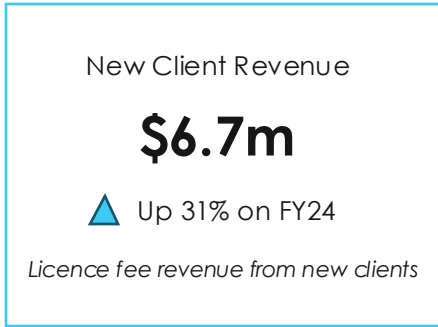 New Client Revenue
$6.7m
Up 31% on FY24
Licence fee revenue from new clients